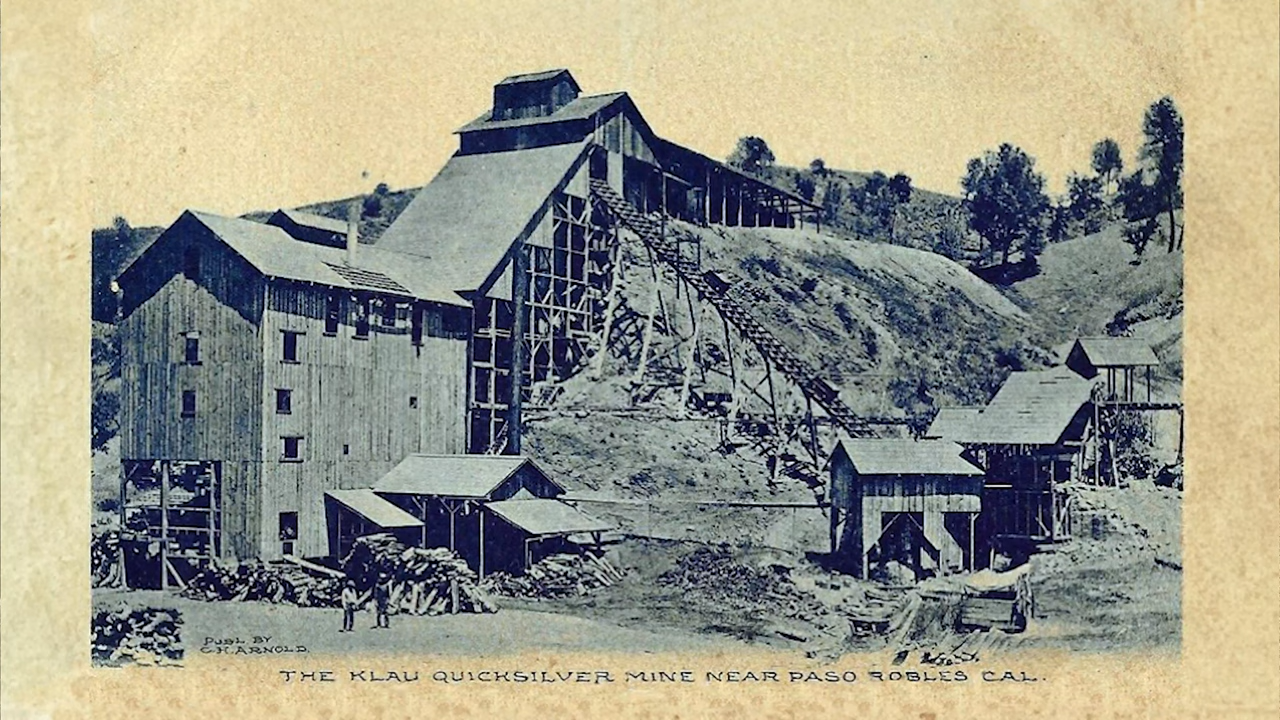 PUBL BY
C.H. ARNOLD.
THE KLAU QUICKSILVER MINE NEAR PASO ROBLES CAL.